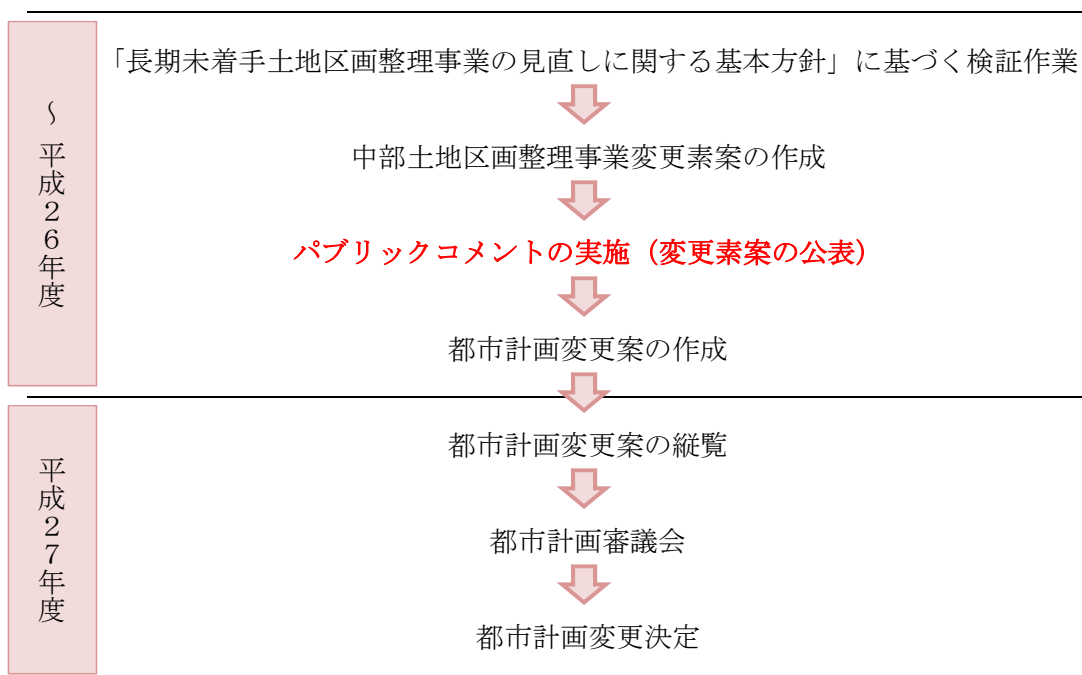 ～平成２６年度
「長期未着手土地区画整理事業の見直しに関する基本方針」に基づく検証作業
中部土地区画整理事業変更素案の作成
パブリックコメントの実施（変更素案の公表）
都市計画変更案の作成
平成２７年度
都市計画変更案の縦覧
都市計画審議会
都市計画変更決定